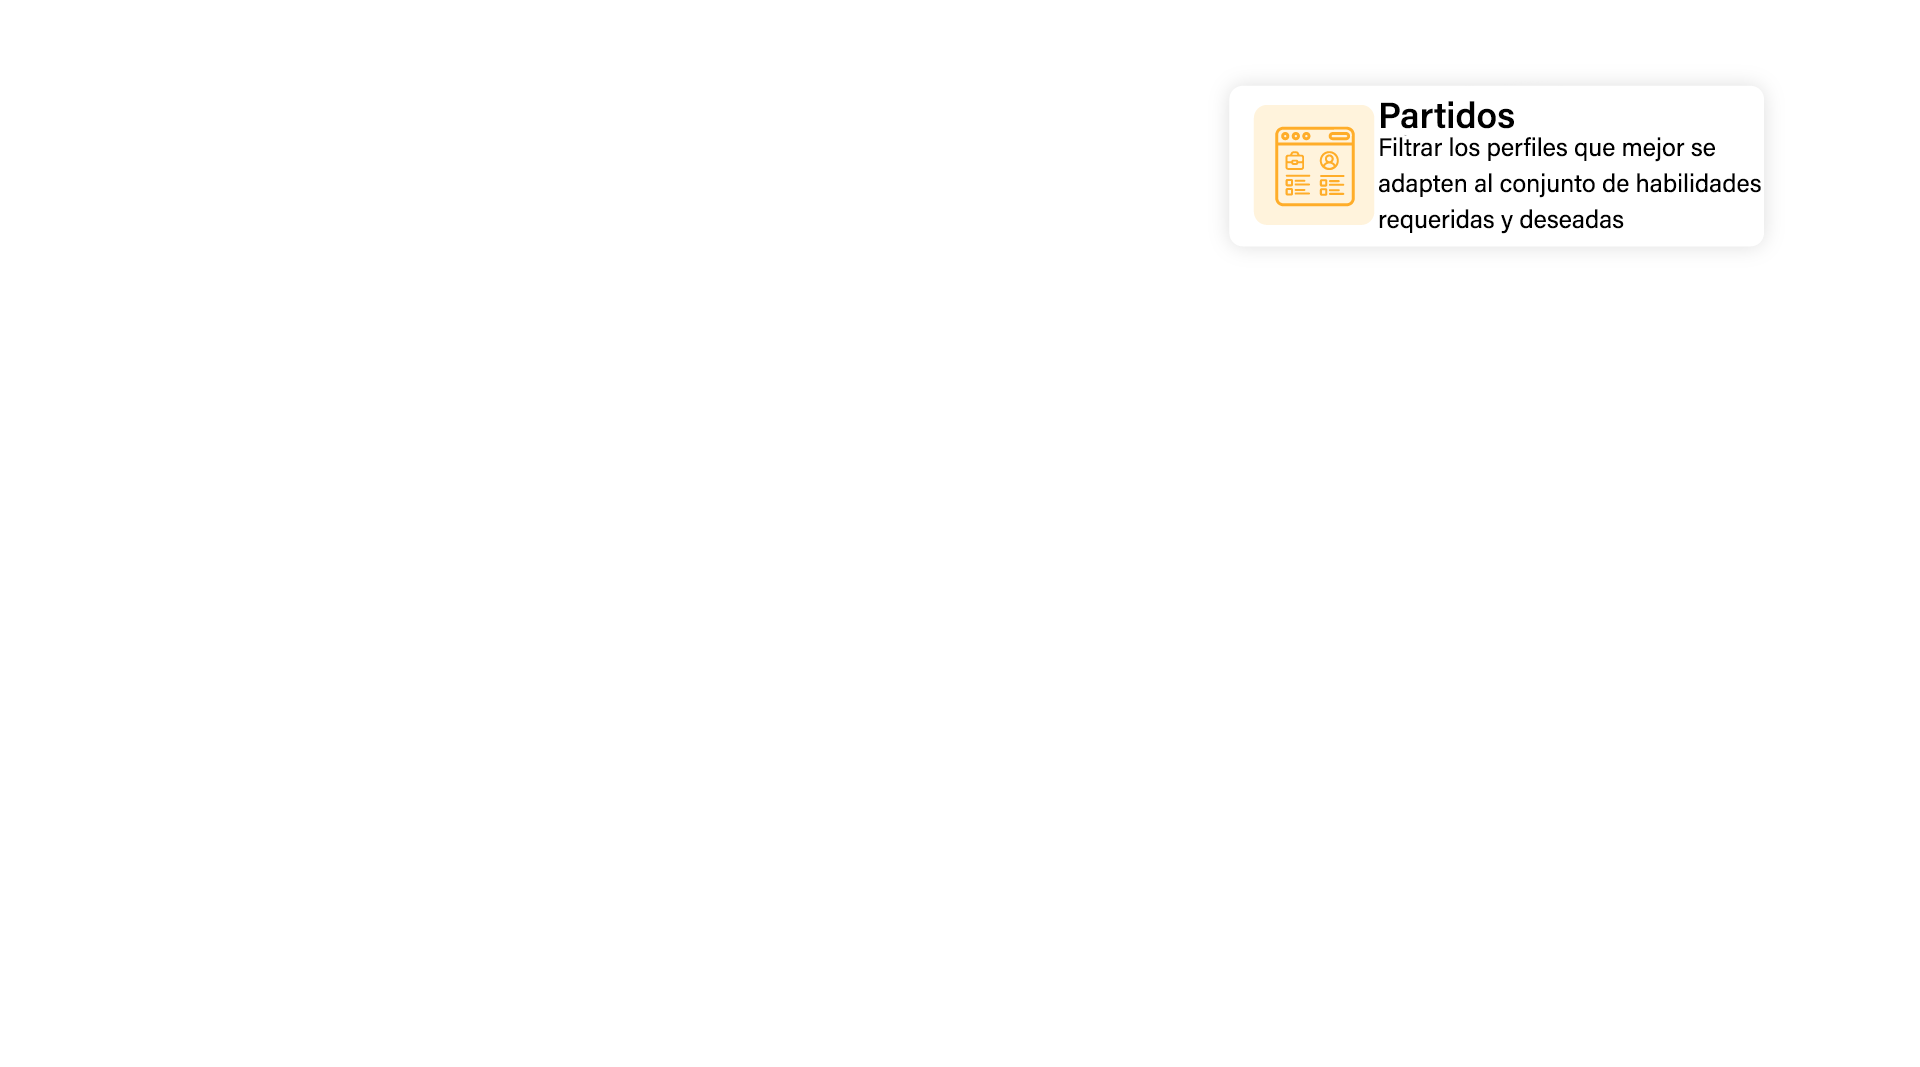 Partidos
Filtrar los perfiles que mejor se
adapten al conjunto de habilidades
requeridas y deseadas